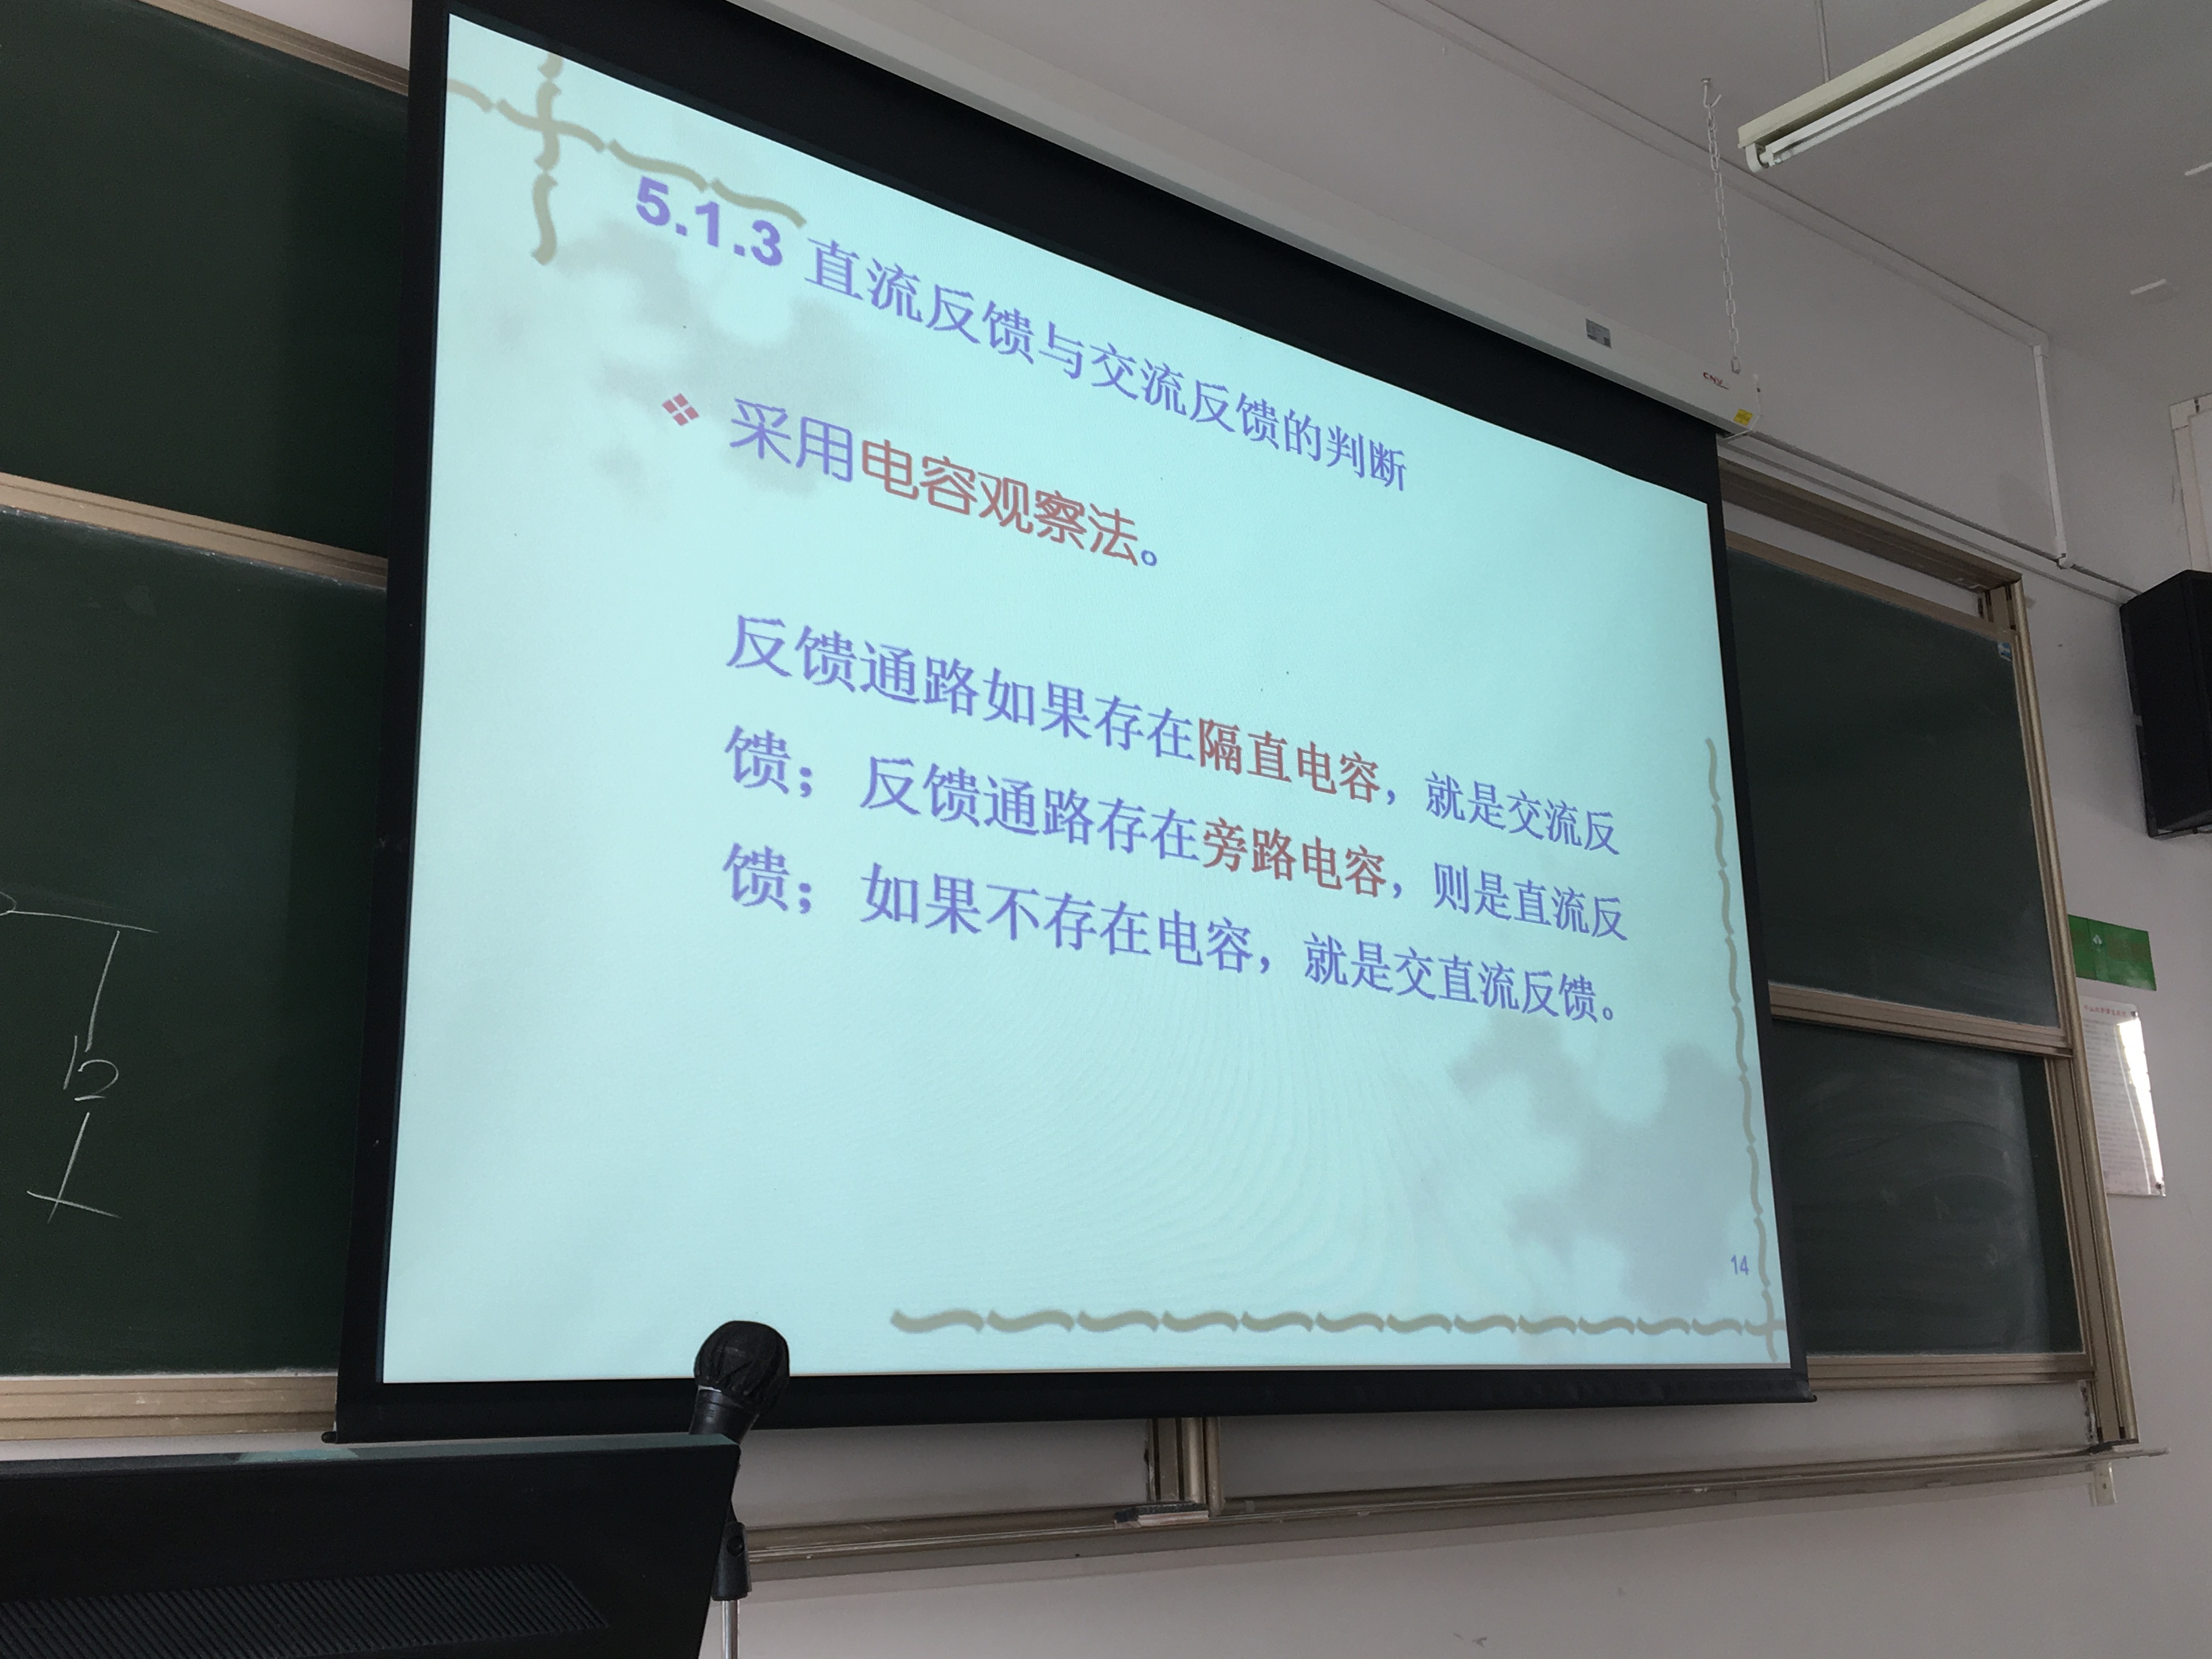 5.1.3 直流反馈与交流反馈的判断
采用电容观察法。
反馈通路如果存在隔直电容，就是交流反
馈；反馈通路存在旁路电容，则是直流反
馈；如果不存在电容，就是交直流反馈。
14